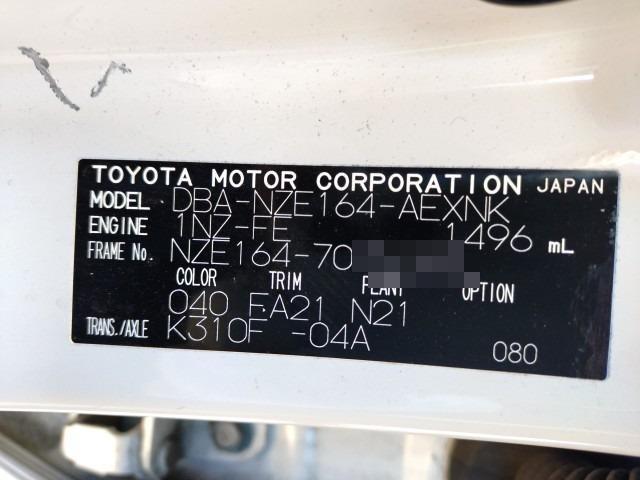 TOYOTA MOTOR CORPORATION JAPAN
MODEL DBA-NZE164-AEXNK
ENGINE 1NZ-FE 1496 mL
FRAME No. NZE164-70
COLOR TRIM PLANT OPTION
040 FA21 N21
TRANS./AXLE K310F -04A
080